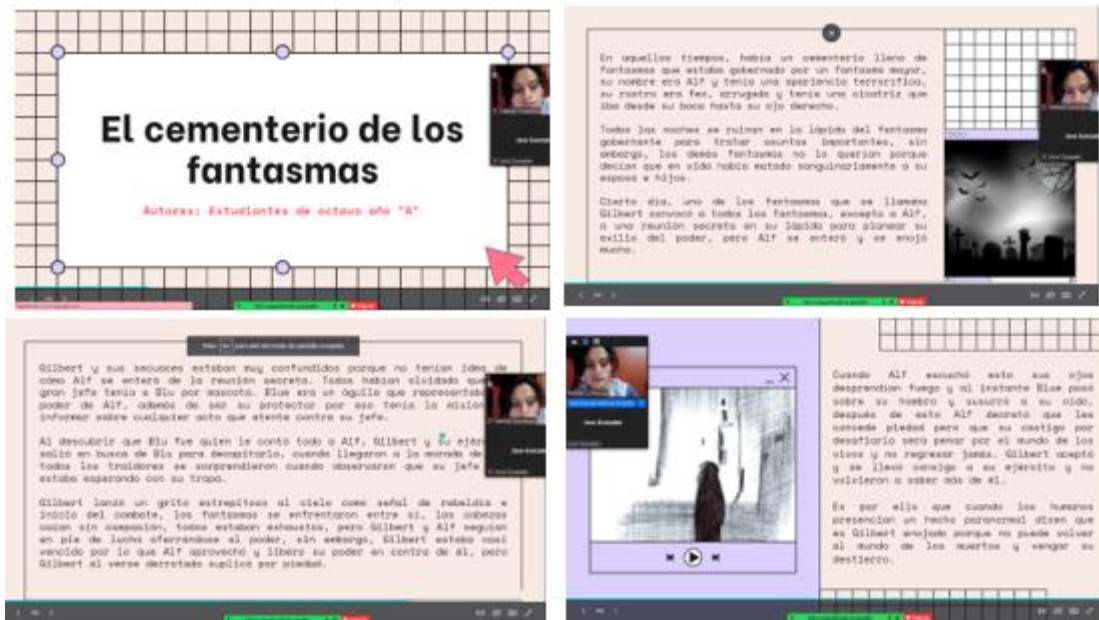 El cementerio de los
fantasmas
Autores: Estudiantes de octavo año "A"
En aquellos tiempos, había un cementerio lleno de
fantasmas que estaba gobernado por un fantasma mayor,
su nombre era Alf y tenía una apariencia terrorífica,
su rostro era feo, arrugado y tenía una cicatriz que
iba desde su boca hasta su ojo derecho.
Todas las noches se ruinan en la lápida del fantasma
gobernante para tratar asuntos importantes, sin
embargo, los demás fantasmas no lo querían porque
decían que en vida había matado sanguinariamente a su
esposa e hijos.
Cierto día, uno de los fantasmas que se llamaba
Gilbert convocó a todos los fantasmas, excepto a Alf,
a una reunión secreta en su lápida para planear su
exilio del poder, pero Alf se enteró y se enojó
mucho.
Gilbert y sus secuaces estaban muy confundidos porque no tenían idea de
cómo Alf se enteró de la reunión secreta. Todos habían olvidado que
gran jefe tenía a Blu por mascota. Blue era un águila que representaba
poder de Alf, además de ser su protector por eso tenía la misión
informar sobre cualquier acto que atente contra su jefe.
Al descubrir que Blu fue quien le contó todo a Alf, Gilbert y su
salió en busca de Blu para decapitarlo, cuando llegaron a la morada de
todos los traidores se sorprendieron cuando observaron que su jefe
estaba esperando con su tropa.
Gilbert lanzó un grito estrepitoso al cielo como señal de rebeldía e
inicio del combate, los fantasmas se enfrentaron entre sí, las cabezas
caían sin compasión, todos estaban exhaustos, pero Gilbert y Alf seguían
en pie de lucha aferrándose al poder, sin embargo, Gilbert estaba casi
vencido por lo que Alf aprovechó y liberó su poder en contra de él, pero
Gilbert al verse derrotado suplicó por piedad.
Cuando Alf escuchó esto sus ojos
desprendían fuego y al instante Blue posó
sobre su hombro y susurró a su oído,
después de esto Alf decretó que les
concede piedad pero que su castigo por
desafiarlo será penar por el mundo de los
vivos y no regresar jamás. Gilbert aceptó
y se llevó consigo a su ejército y no
volvieron a saber más de él.
Es por ello que cuando los humanos
presencian un hecho paranormal dicen que
es Gilbert enojado porque no puede volver
al mundo de los muertos y vengar su
destierro.